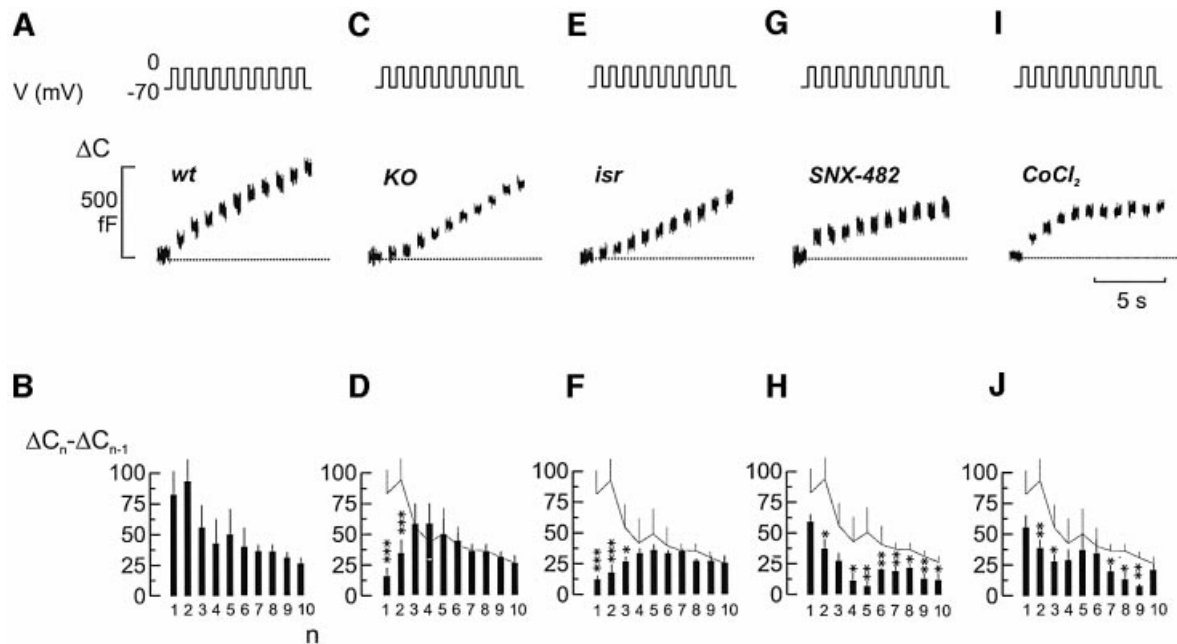 A C E G I
V (mV) 0
-70
ΔC
500
fF
wt KO isr SNX-482 CoCl₂
5 s
B D F H J
ΔCₙ-ΔCₙ₋₁
100 100 100 100 100
75 75 75 75 75
50 50 50 50 50
25 25 25 25 25
0 0 0 0 0
*** *** *** *** * * * ** ** ** * ** * ** * * * **
1 2 3 4 5 6 7 8 9 10 1 2 3 4 5 6 7 8 9 10 1 2 3 4 5 6 7 8 9 10 1 2 3 4 5 6 7 8 9 10 1 2 3 4 5 6 7 8 9 10
n